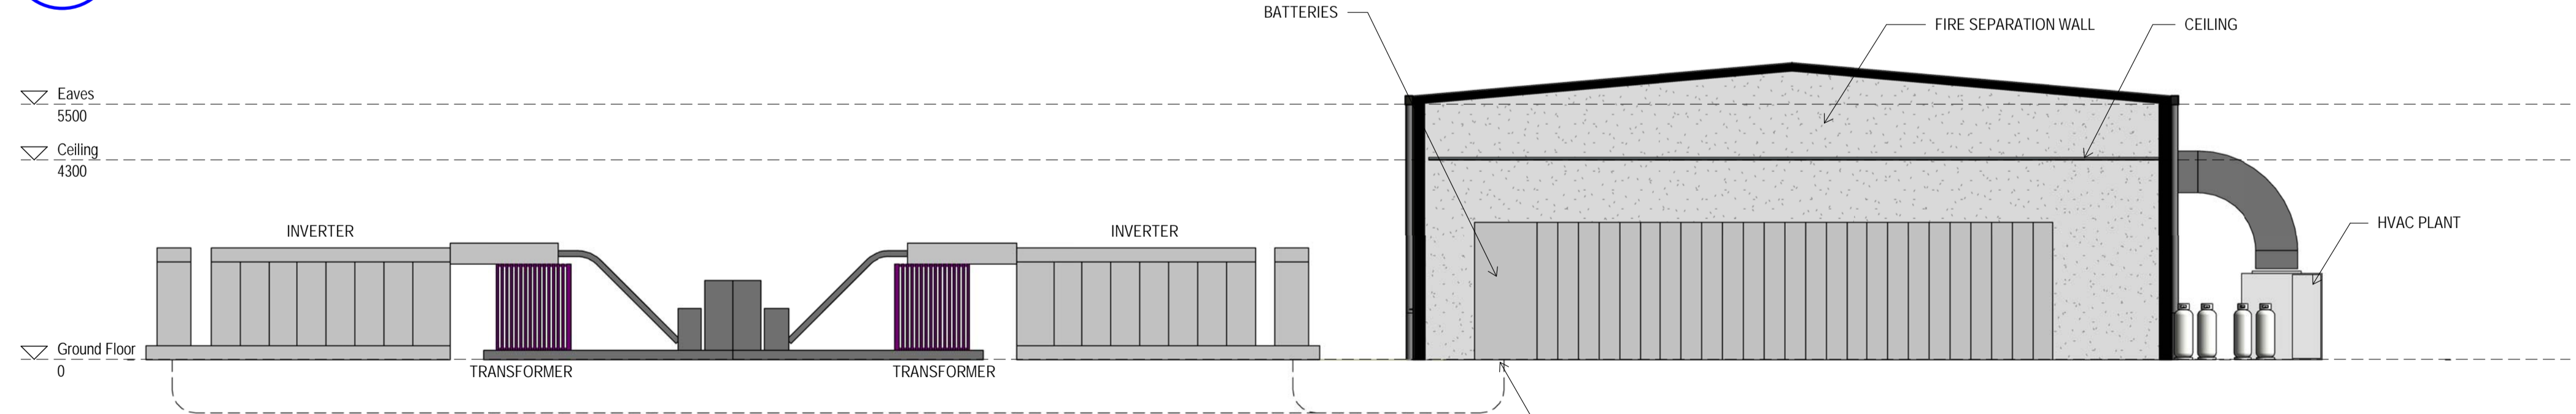 BATTERIES
FIRE SEPARATION WALL
CEILING
Eaves
5500
Ceiling
4300
INVERTER
INVERTER
HVAC PLANT
Ground Floor
0
TRANSFORMER
TRANSFORMER